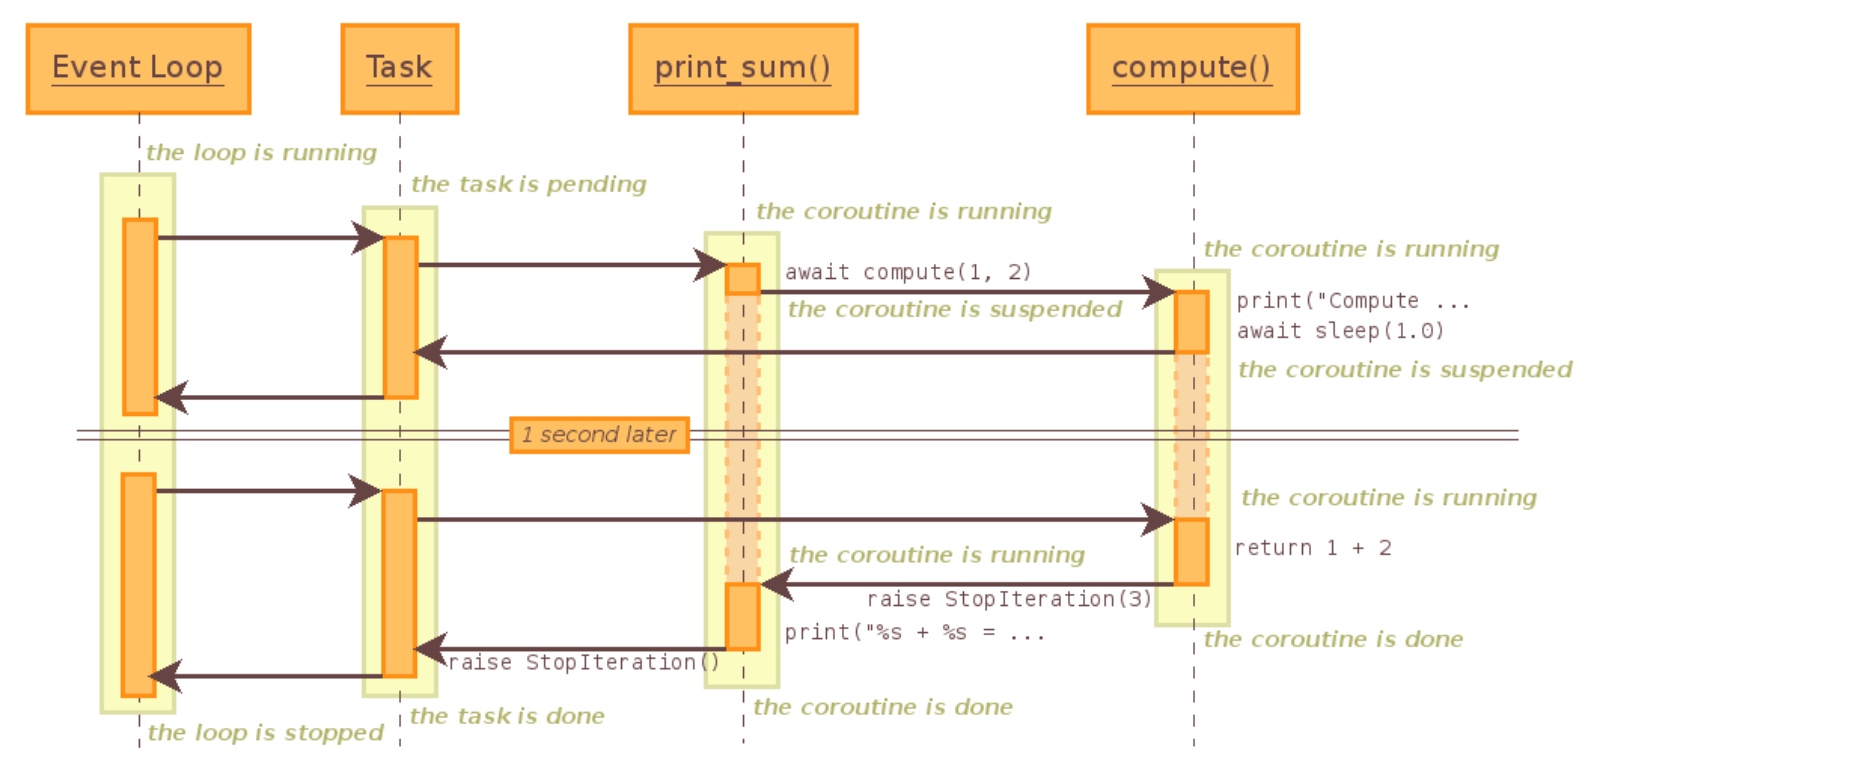 Event Loop
Task
print_sum()
compute()
the loop is running
the task is pending
the coroutine is running
the coroutine is running
await compute(1, 2)
the coroutine is suspended
print("Compute ...
await sleep(1.0)
the coroutine is suspended
1 second later
the coroutine is running
return 1 + 2
the coroutine is running
raise StopIteration(3)
print("%s + %s = ...
the coroutine is done
raise StopIteration()
the coroutine is done
the task is done
the loop is stopped